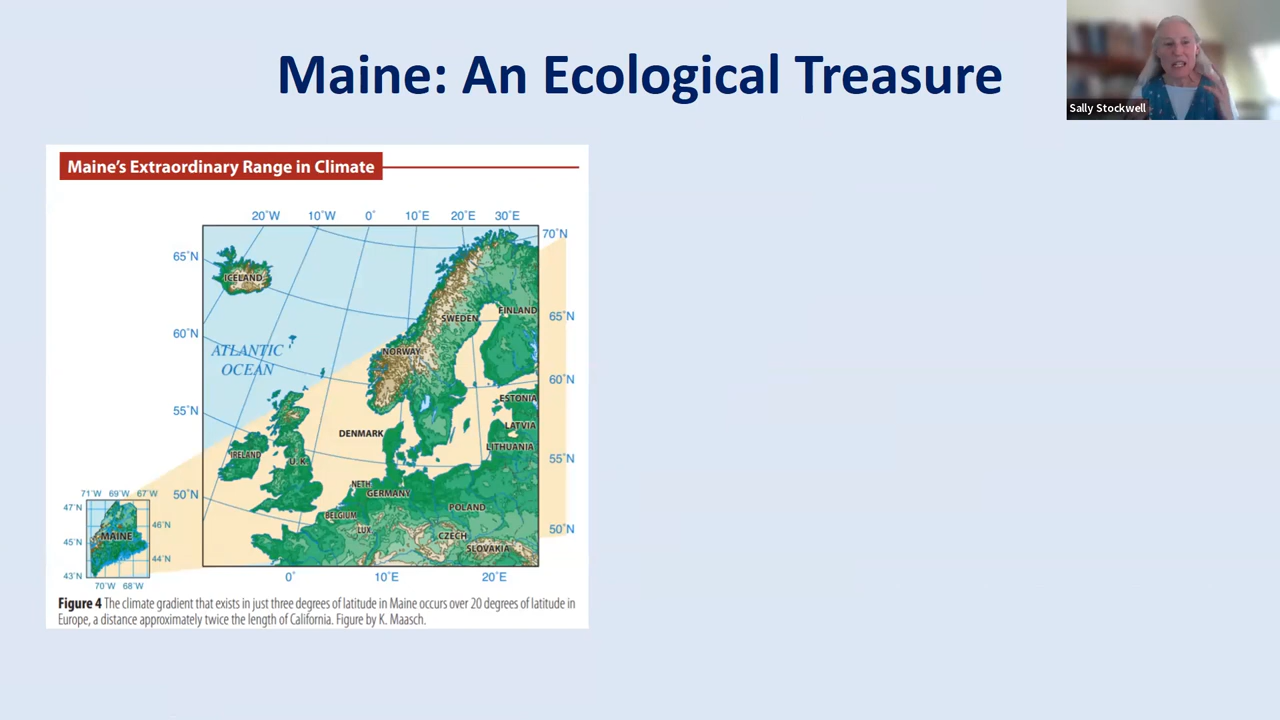 Maine: An Ecological Treasure
Sally Stockwell
Maine's Extraordinary Range in Climate
20°W 10°W 0° 10°E 20°E 30°E
70°N
65°N
ICELAND
FINLAND
SWEDEN
65°N
60°N
ATLANTIC
OCEAN
NORWAY
60°N
ESTONIA
55°N
LATVIA
DENMARK
LITHUANIA
IRELAND
U.K.
55°N
NETH.
GERMANY
50°N
71°W 69°W 67°W
POLAND
47°N
BELGIUM
46°N
LUX
50°N
MAINE
CZECH
45°N
SLOVAKIA
44°N
43°N
0° 10°E 20°E
70°W 68°W
Figure 4 The climate gradient that exists in just three degrees of latitude in Maine occurs over 20 degrees of latitude in
Europe, a distance approximately twice the length of California. Figure by K. Maasch.